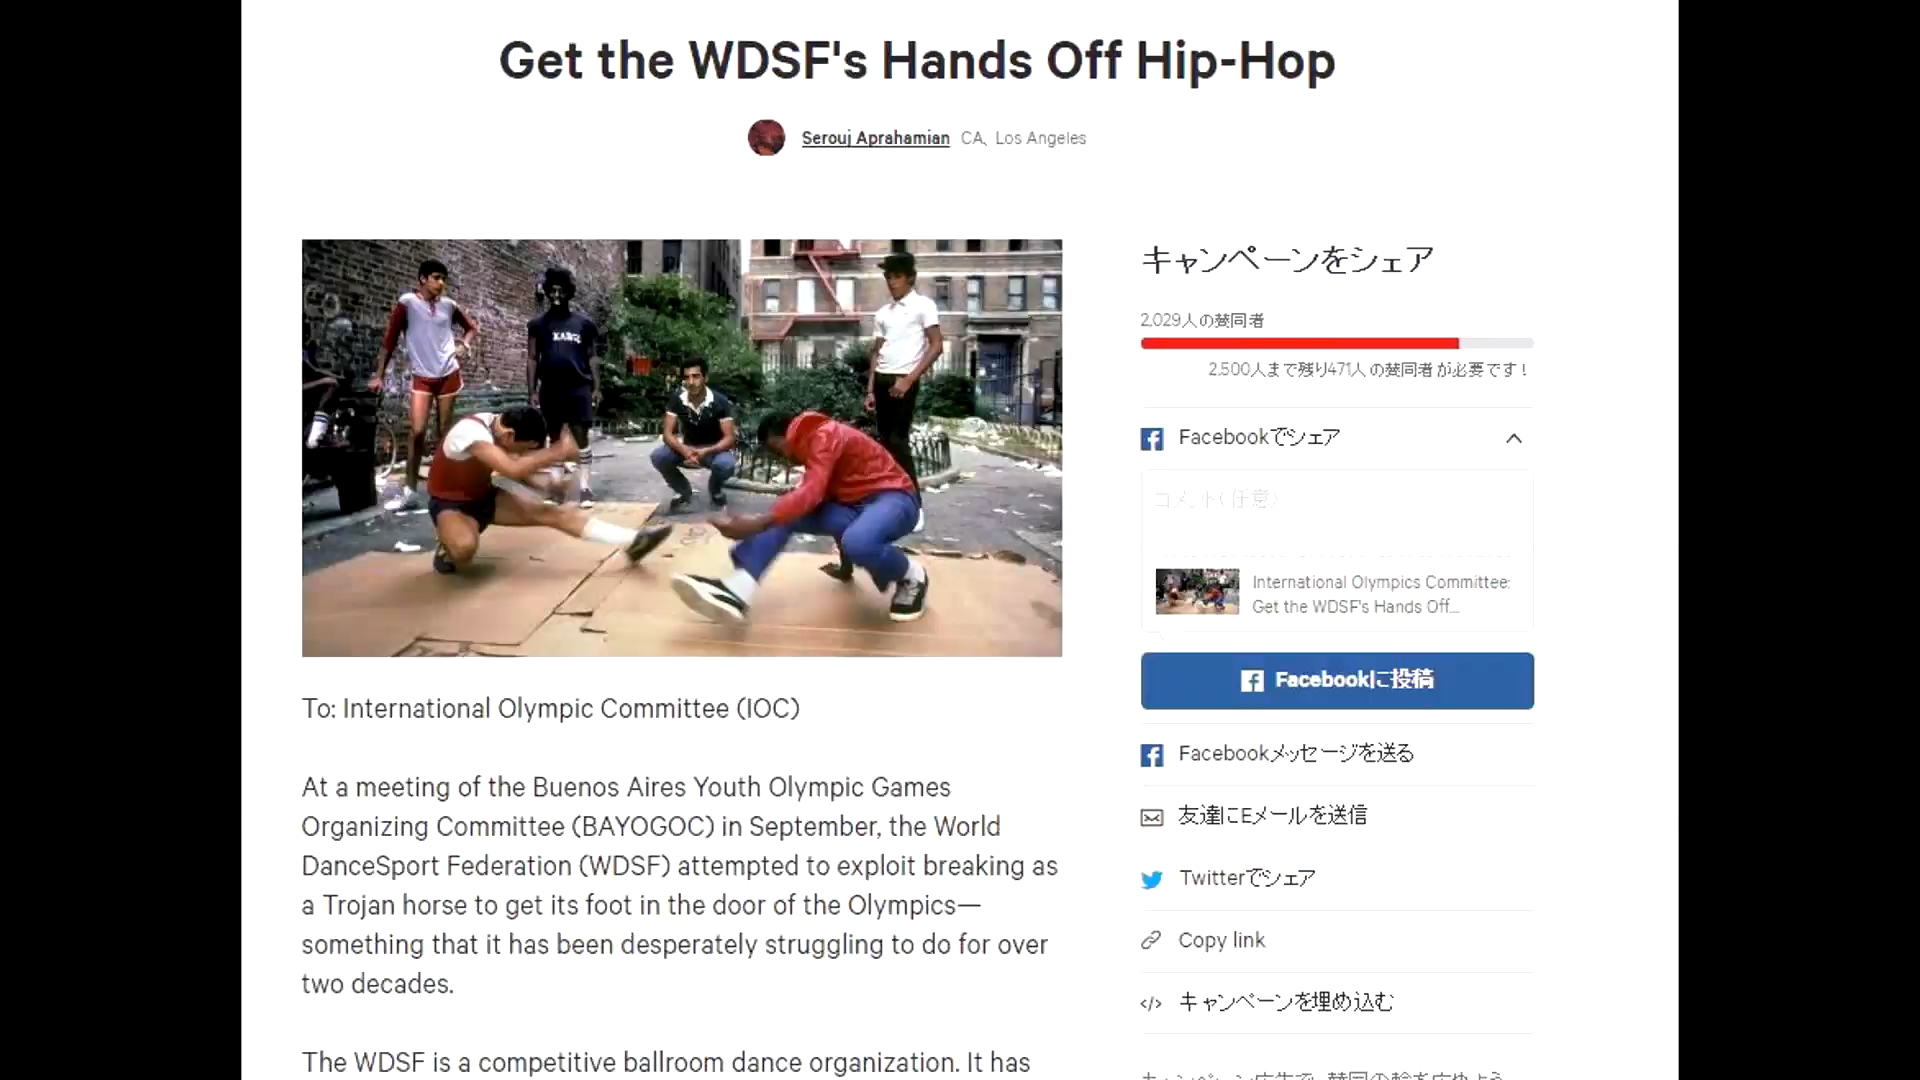 Get the WDSF's Hands Off Hip-Hop
Serouj Aprahamian CA, Los Angeles
キャンペーンをシェア
2,029人の賛同者
2,500人まで残り471人の賛同者が必要です！
Facebookでシェア
コメント（任意）
International Olympics Committee:
Get the WDSF's Hands Off...
Facebookに投稿
Facebookメッセージを送る
友達にEメールを送信
Twitterでシェア
Copy link
キャンペーンを埋め込む
To: International Olympic Committee (IOC)
At a meeting of the Buenos Aires Youth Olympic Games
Organizing Committee (BAYOGOC) in September, the World
DanceSport Federation (WDSF) attempted to exploit breaking as
a Trojan horse to get its foot in the door of the Olympics—
something that it has been desperately struggling to do for over
two decades.
The WDSF is a competitive ballroom dance organization. It has